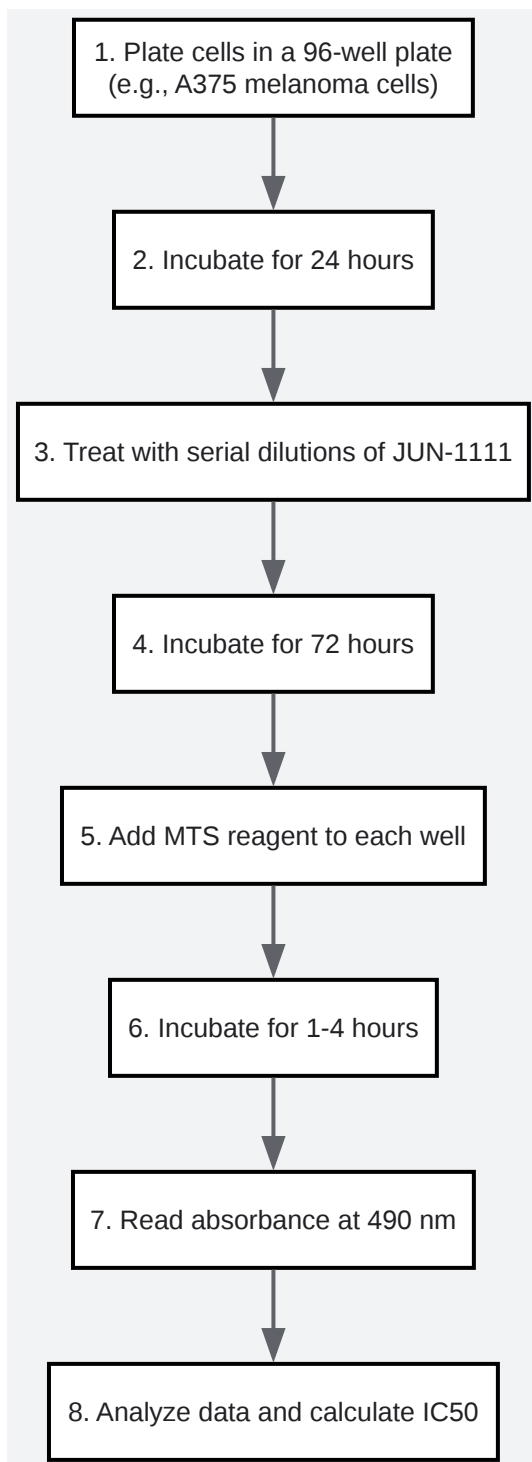 1. Plate cells in a 96-well plate
(e.g., A375 melanoma cells)
2. Incubate for 24 hours
3. Treat with serial dilutions of JUN-1111
4. Incubate for 72 hours
5. Add MTS reagent to each well
6. Incubate for 1-4 hours
7. Read absorbance at 490 nm
8. Analyze data and calculate IC50